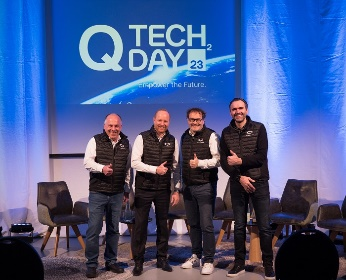 Q TECH 2
DAY 23
Empower the Future.